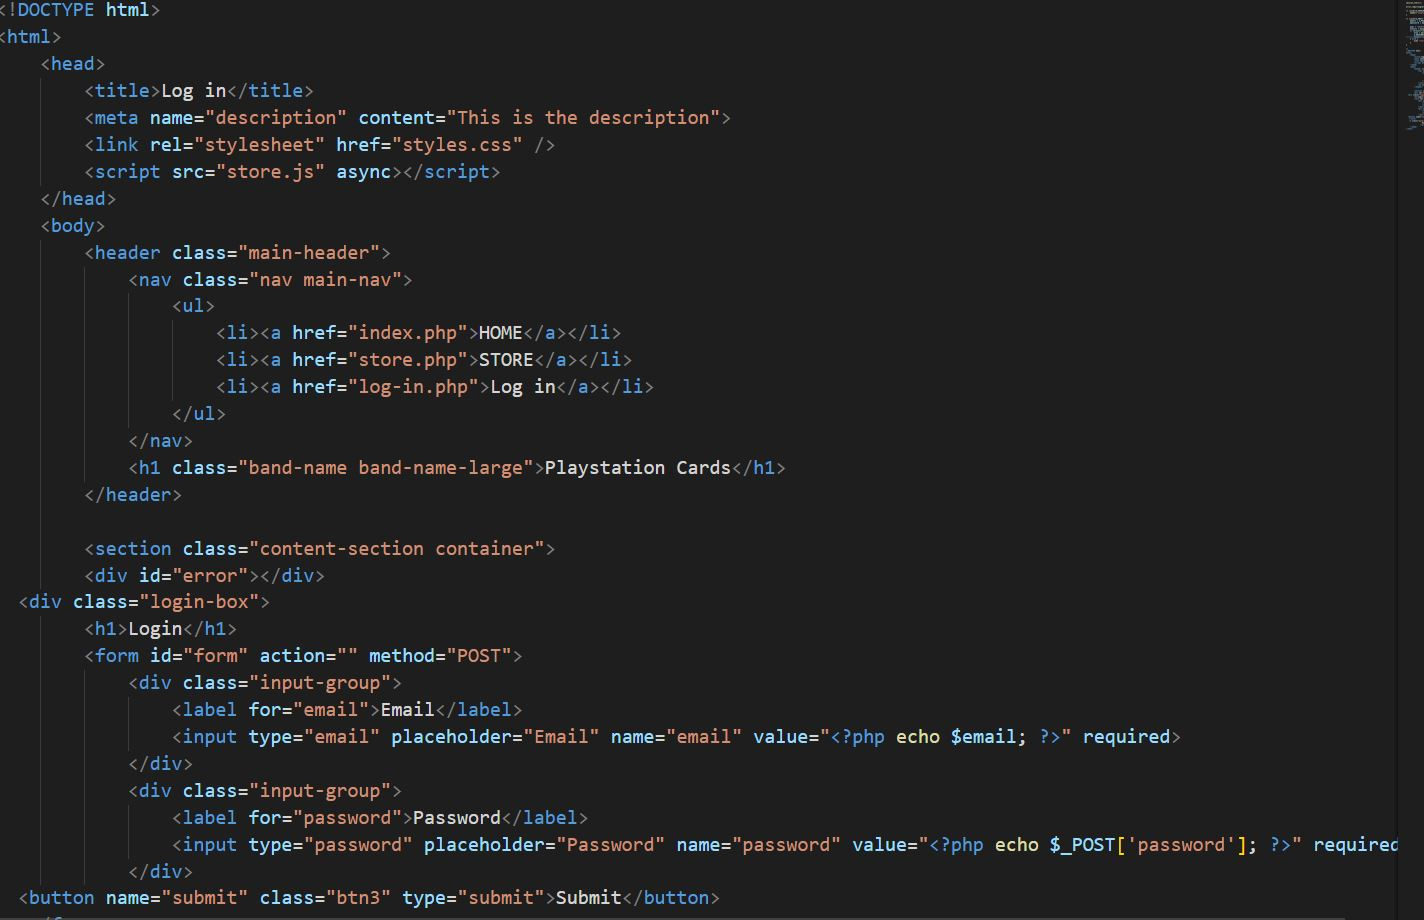 <!DOCTYPE html>
<html>
    <head>
        <title>Log in</title>
        <meta name="description" content="This is the description">
        <link rel="stylesheet" href="styles.css" />
        <script src="store.js" async></script>
    </head>
    <body>
        <header class="main-header">
            <nav class="nav main-nav">
                <ul>
                    <li><a href="index.php">HOME</a></li>
                    <li><a href="store.php">STORE</a></li>
                    <li><a href="log-in.php">Log in</a></li>
                </ul>
            </nav>
            <h1 class="band-name band-name-large">Playstation Cards</h1>
        </header>

        <section class="content-section container">
        <div id="error"></div>
  <div class="login-box">
        <h1>Login</h1>
        <form id="form" action="" method="POST">
            <div class="input-group">
                <label for="email">Email</label>
                <input type="email" placeholder="Email" name="email" value="<?php echo $email; ?>" required>
            </div>
            <div class="input-group">
                <label for="password">Password</label>
                <input type="password" placeholder="Password" name="password" value="<?php echo $_POST['password']; ?>" required
            </div>
  <button name="submit" class="btn3" type="submit">Submit</button>